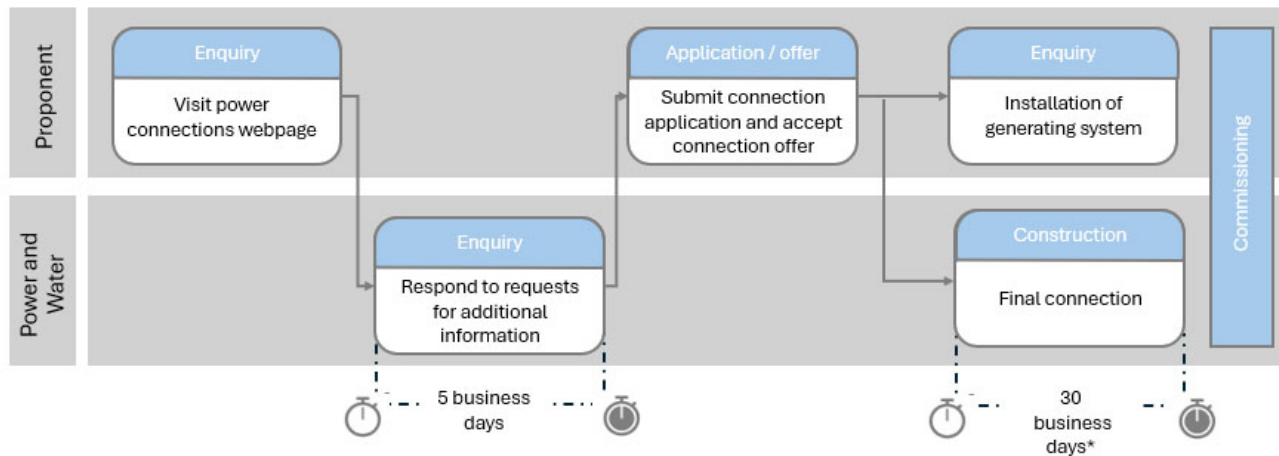 Proponent
Enquiry
Visit power
connections webpage
Application / offer
Submit connection
application and accept
connection offer
Enquiry
Installation of
generating system
Commissioning
Power and
Water
Enquiry
Respond to requests
for additional
information
Construction
Final connection
5 business
days
30
business
days*